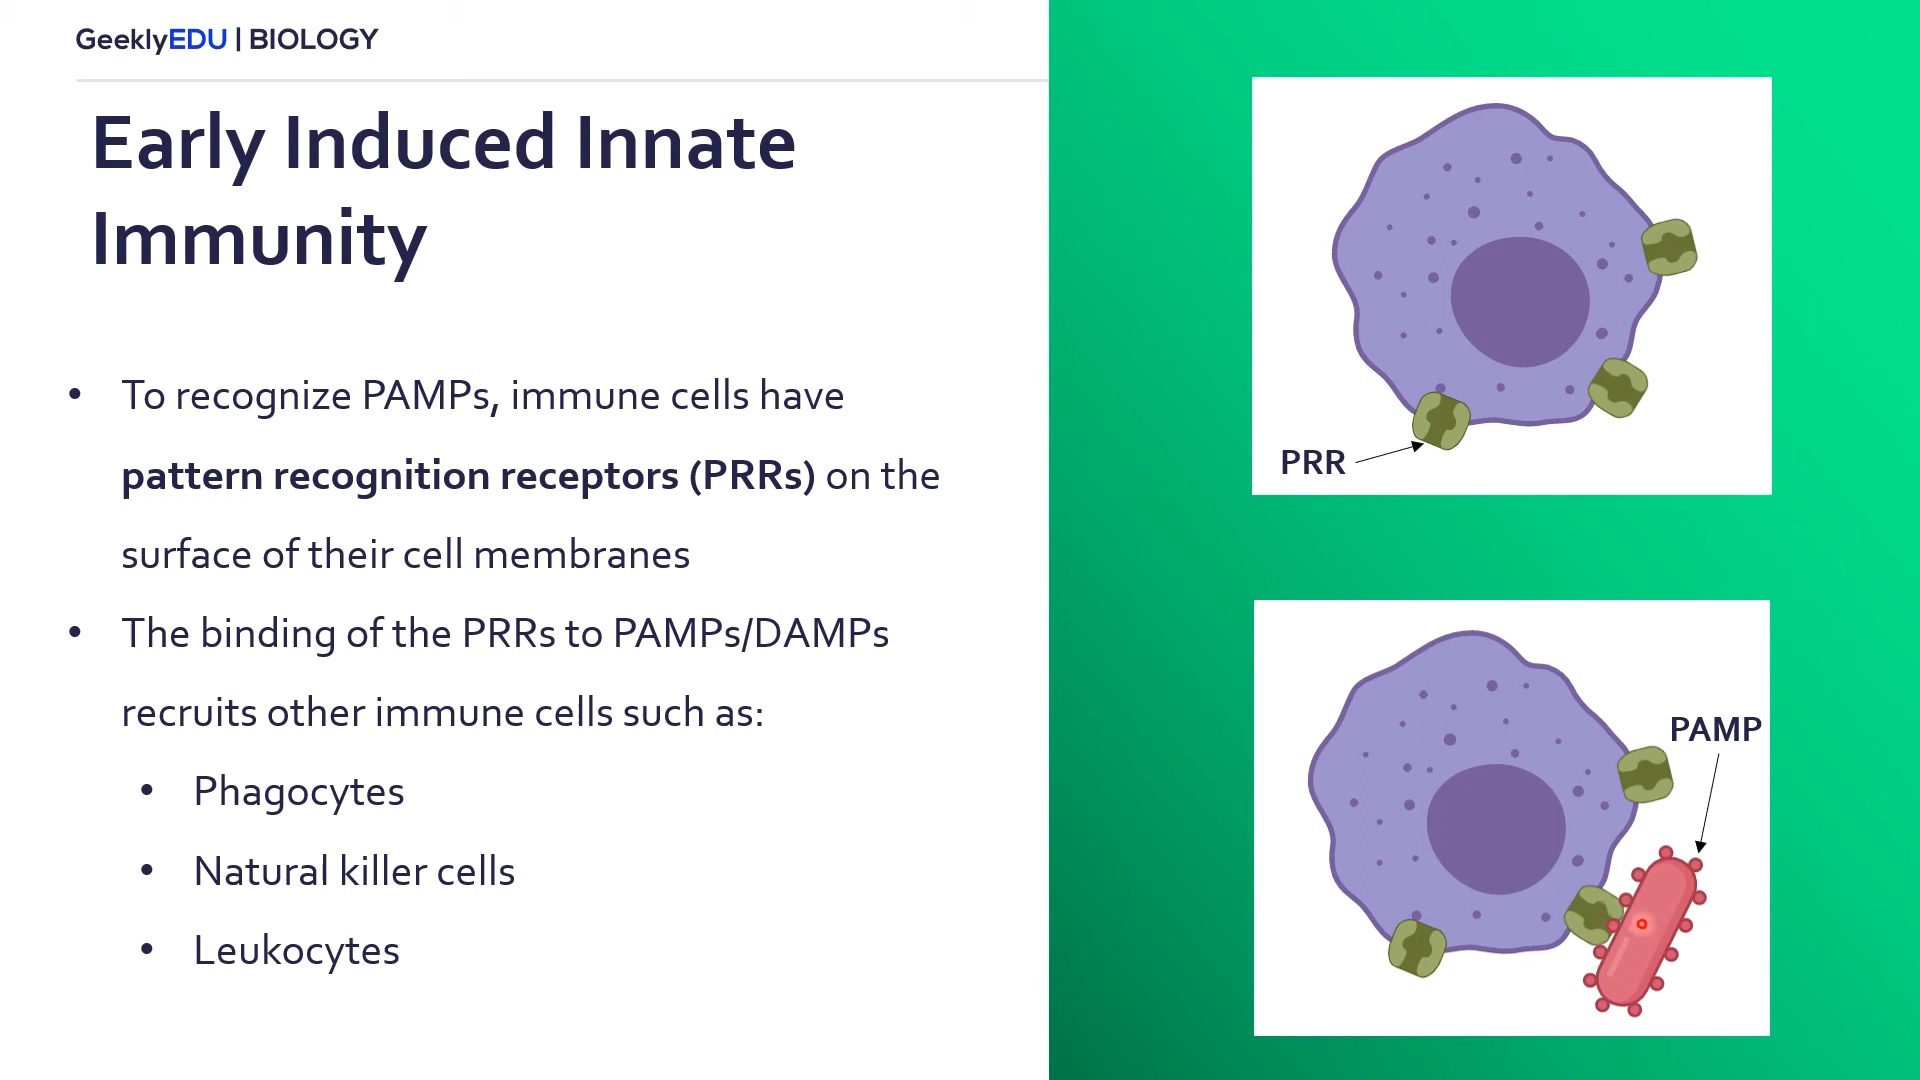 GeeklyEDU | BIOLOGY
Early Induced Innate
Immunity
• To recognize PAMPs, immune cells have
pattern recognition receptors (PRRs) on the
surface of their cell membranes
• The binding of the PRRs to PAMPs/DAMPs
recruits other immune cells such as:
• Phagocytes
• Natural killer cells
• Leukocytes
PRR
PAMP